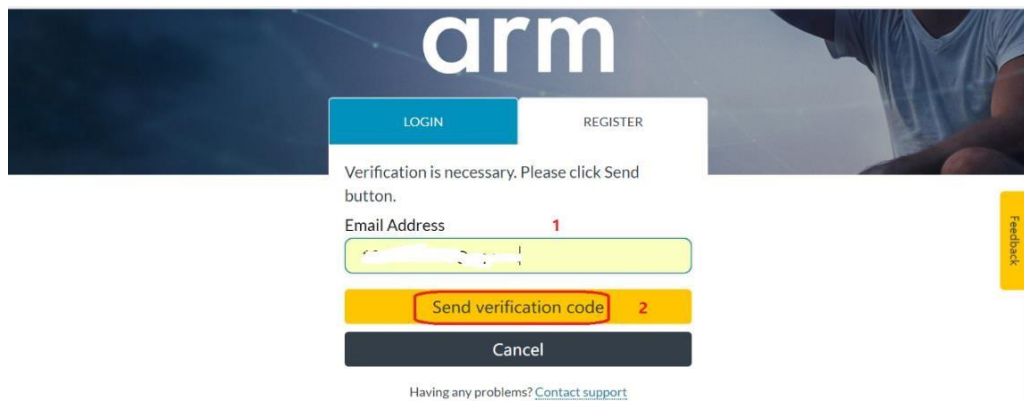 arm
LOGIN
REGISTER
Verification is necessary. Please click Send
button.
Email Address
1
Send verification code
2
Cancel
Having any problems? Contact support
Feedback